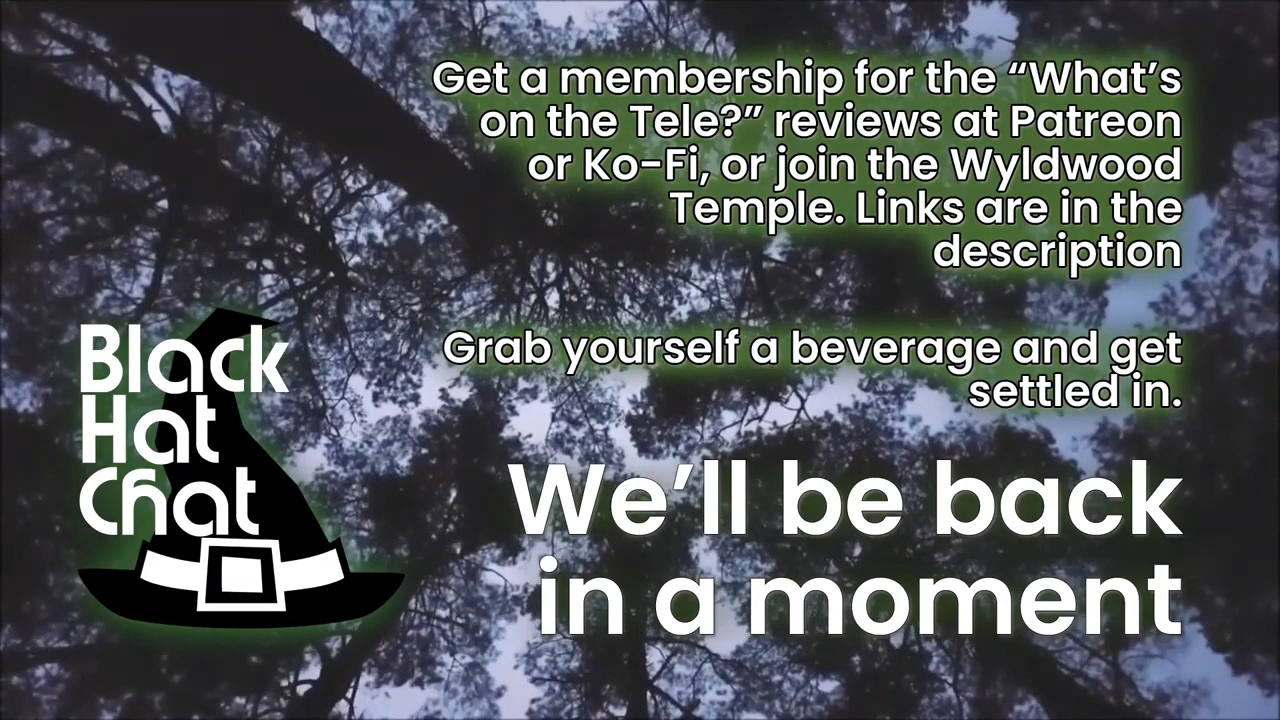 Get a membership for the “What’s
on the Tele?” reviews at Patreon
or Ko-Fi, or join the Wyldwood
Temple. Links are in the
description
Grab yourself a beverage and get
settled in.
We’ll be back
in a moment
Black
Hat
Chat